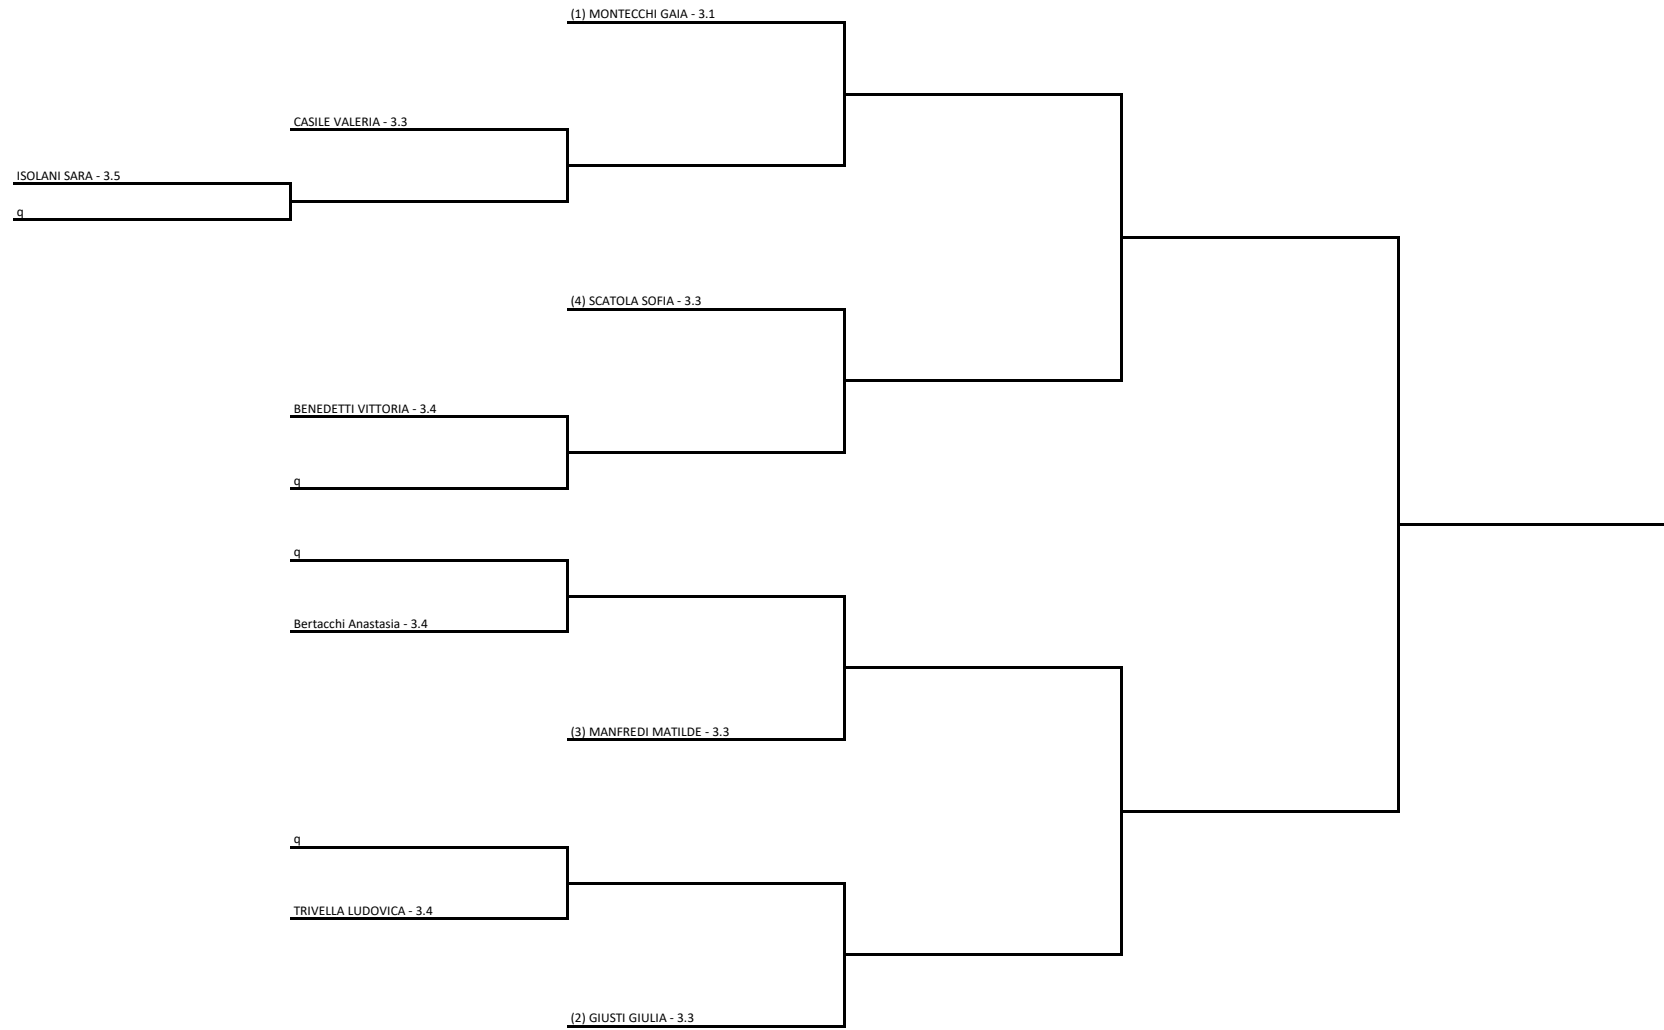 (1) MONTECCHI GAIA - 3.1
CASILE VALERIA - 3.3
ISOLANI SARA - 3.5
q
(4) SCATOLA SOFIA - 3.3
BENEDETTI VITTORIA - 3.4
q
q
Bertacchi Anastasia - 3.4
(3) MANFREDI MATILDE - 3.3
q
TRIVELLA LUDOVICA - 3.4
(2) GIUSTI GIULIA - 3.3